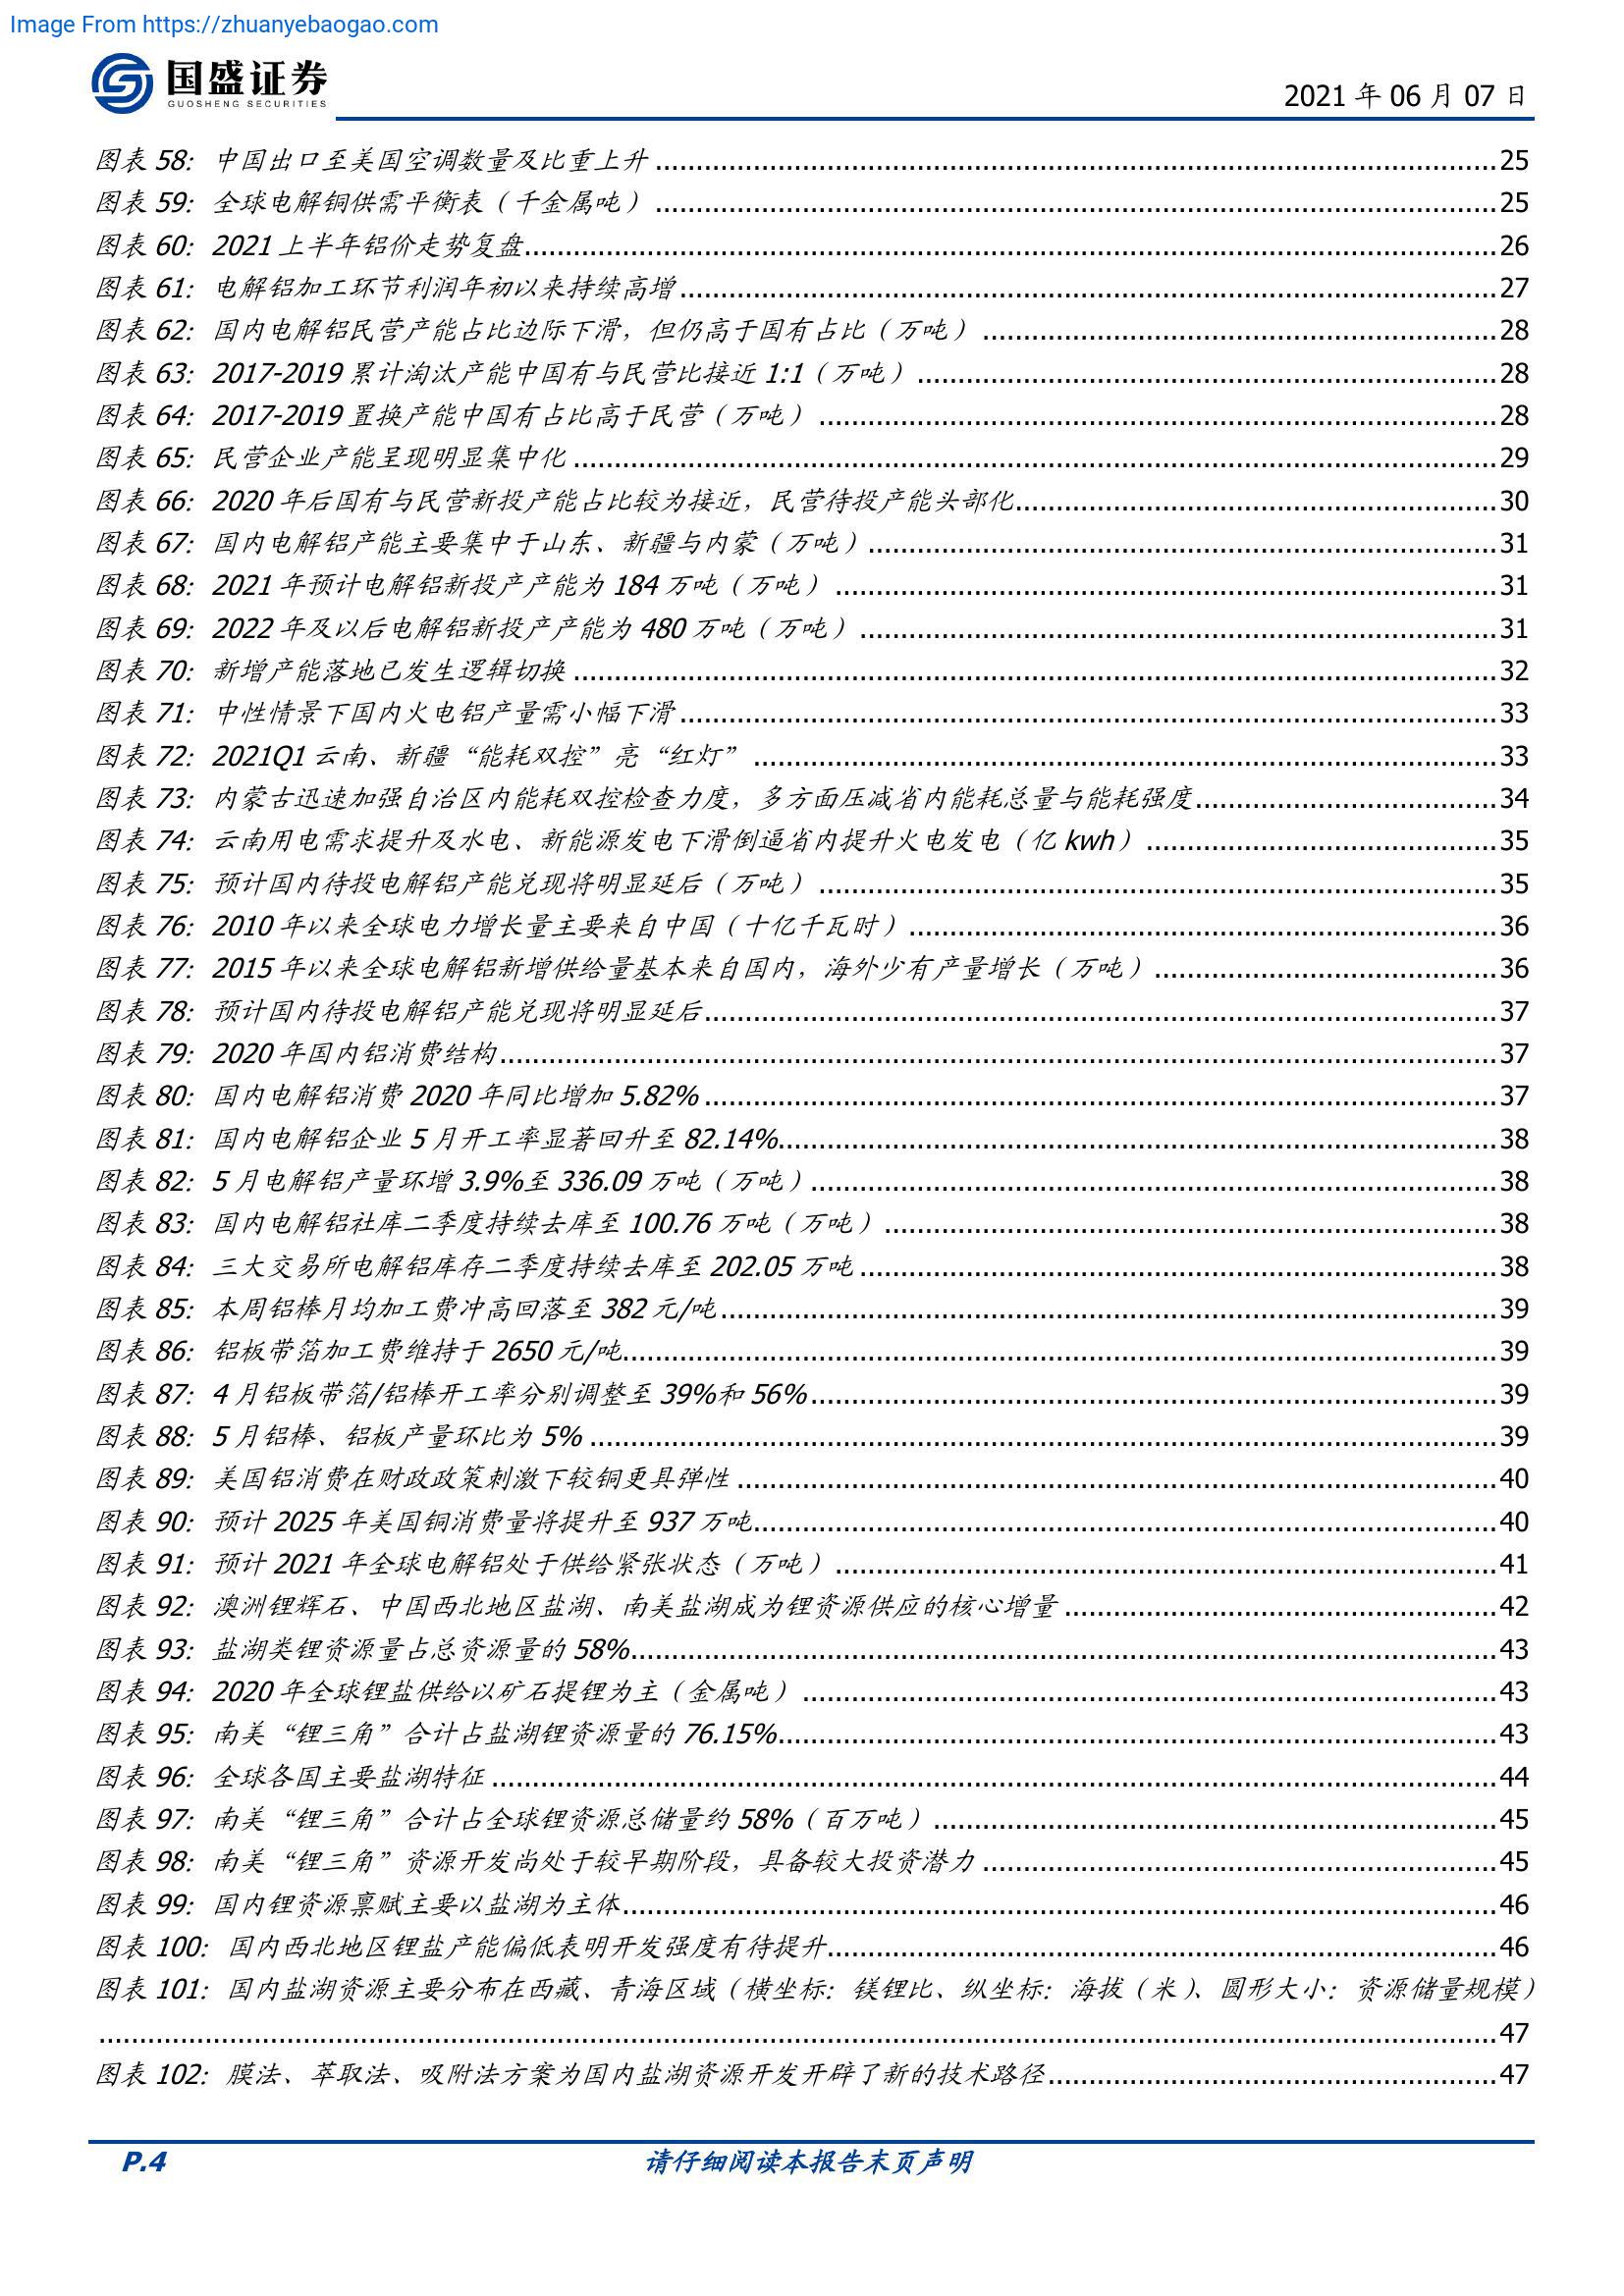 Image From https://zhuanyebaogao.com
国盛证券
GUOSHENG SECURITIES
2021 年 06 月 07 日
图表 58：中国出口至美国空调数量及比重上升 25
图表 59：全球电解铜供需平衡表（千金属吨） 25
图表 60：2021 上半年铝价走势复盘 26
图表 61：电解铝加工环节利润年初以来持续高增 27
图表 62：国内电解铝民营产能占比边际下滑，但仍高于国有占比（万吨） 28
图表 63：2017-2019 累计淘汰产能中国有与民营比接近 1:1（万吨） 28
图表 64：2017-2019 置换产能中国有占比高于民营（万吨） 28
图表 65：民营企业产能呈现明显集中化 29
图表 66：2020 年后国有与民营新投产能占比较为接近，民营待投产能头部化 30
图表 67：国内电解铝产能主要集中于山东、新疆与内蒙（万吨） 31
图表 68：2021 年预计电解铝新投产产能为 184 万吨（万吨） 31
图表 69：2022 年及以后电解铝新投产产能为 480 万吨（万吨） 31
图表 70：新增产能落地已发生逻辑切换 32
图表 71：中性情景下国内火电铝产量需小幅下滑 33
图表 72：2021Q1 云南、新疆“能耗双控”亮“红灯” 33
图表 73：内蒙古迅速加强自治区内能耗双控检查力度，多方面压减省内能耗总量与能耗强度 34
图表 74：云南用电需求提升及水电、新能源发电下滑倒逼省内提升火电发电（亿 kwh） 35
图表 75：预计国内待投电解铝产能兑现将明显延后（万吨） 35
图表 76：2010 年以来全球电力增长量主要来自中国（十亿千瓦时） 36
图表 77：2015 年以来全球电解铝新增供给量基本来自国内，海外少有产量增长（万吨） 36
图表 78：预计国内待投电解铝产能兑现将明显延后 37
图表 79：2020 年国内铝消费结构 37
图表 80：国内电解铝消费 2020 年同比增加 5.82% 37
图表 81：国内电解铝企业 5 月开工率显著回升至 82.14% 38
图表 82：5 月电解铝产量环增 3.9%至 336.09 万吨（万吨） 38
图表 83：国内电解铝社库二季度持续去库至 100.76 万吨（万吨） 38
图表 84：三大交易所电解铝库存二季度持续去库至 202.05 万吨 38
图表 85：本周铝棒月均加工费冲高回落至 382 元/吨 39
图表 86：铝板带箔加工费维持于 2650 元/吨 39
图表 87：4 月铝板带箔/铝棒开工率分别调整至 39%和 56% 39
图表 88：5 月铝棒、铝板产量环比为 5% 39
图表 89：美国铝消费在财政政策刺激下较铜更具弹性 40
图表 90：预计 2025 年美国铜消费量将提升至 937 万吨 40
图表 91：预计 2021 年全球电解铝处于供给紧张状态（万吨） 41
图表 92：澳洲锂辉石、中国西北地区盐湖、南美盐湖成为锂资源供应的核心增量 42
图表 93：盐湖类锂资源量占总资源量的 58% 43
图表 94：2020 年全球锂盐供给以矿石提锂为主（金属吨） 43
图表 95：南美“锂三角”合计占盐湖锂资源量的 76.15% 43
图表 96：全球各国主要盐湖特征 44
图表 97：南美“锂三角”合计占全球锂资源总储量约 58%（百万吨） 45
图表 98：南美“锂三角”资源开发尚处于较早期阶段，具备较大投资潜力 45
图表 99：国内锂资源禀赋主要以盐湖为主体 46
图表 100：国内西北地区锂盐产能偏低表明开发强度有待提升 46
图表 101：国内盐湖资源主要分布在西藏、青海区域（横坐标：镁锂比、纵坐标：海拔（米）、圆形大小：资源储量规模）
47
图表 102：膜法、萃取法、吸附法方案为国内盐湖资源开发开辟了新的技术路径 47
P.4
请仔细阅读本报告末页声明